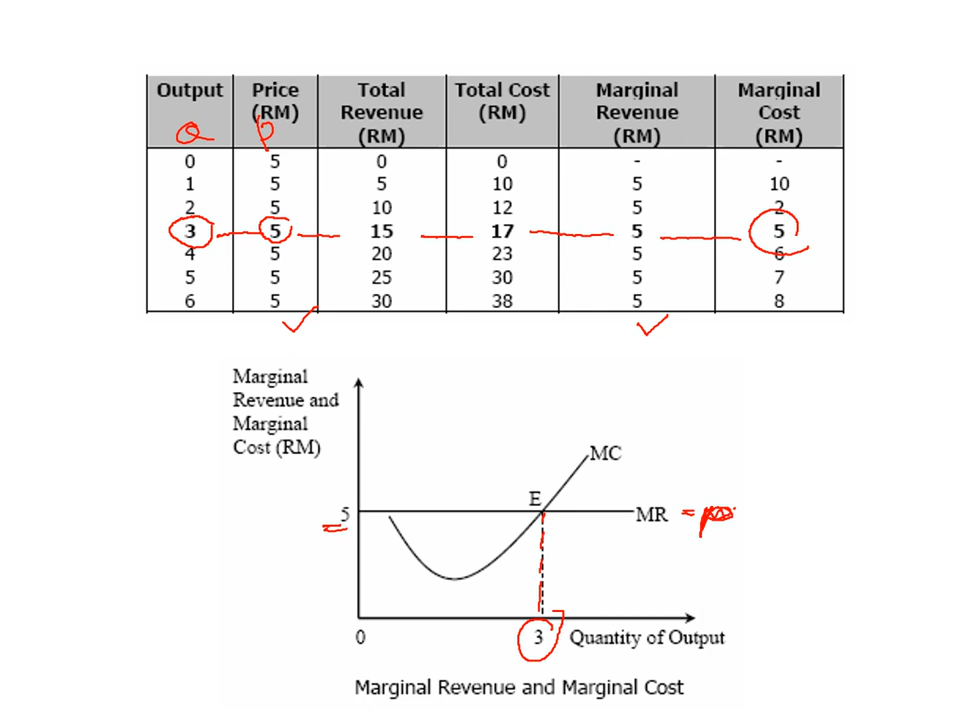 Output Price Total Total Cost Marginal Marginal
(RM) Revenue (RM) Revenue Cost
(RM) (RM) (RM)
Q P
0 5 0 0 - -
1 5 5 10 5 10
2 5 10 12 5 2
3 5 15 17 5 5
4 5 20 23 5 6
5 5 25 30 5 7
6 5 30 38 5 8
Marginal
Revenue and
Marginal
Cost (RM)
MC
E
5 MR =
0 3 Quantity of Output
Marginal Revenue and Marginal Cost